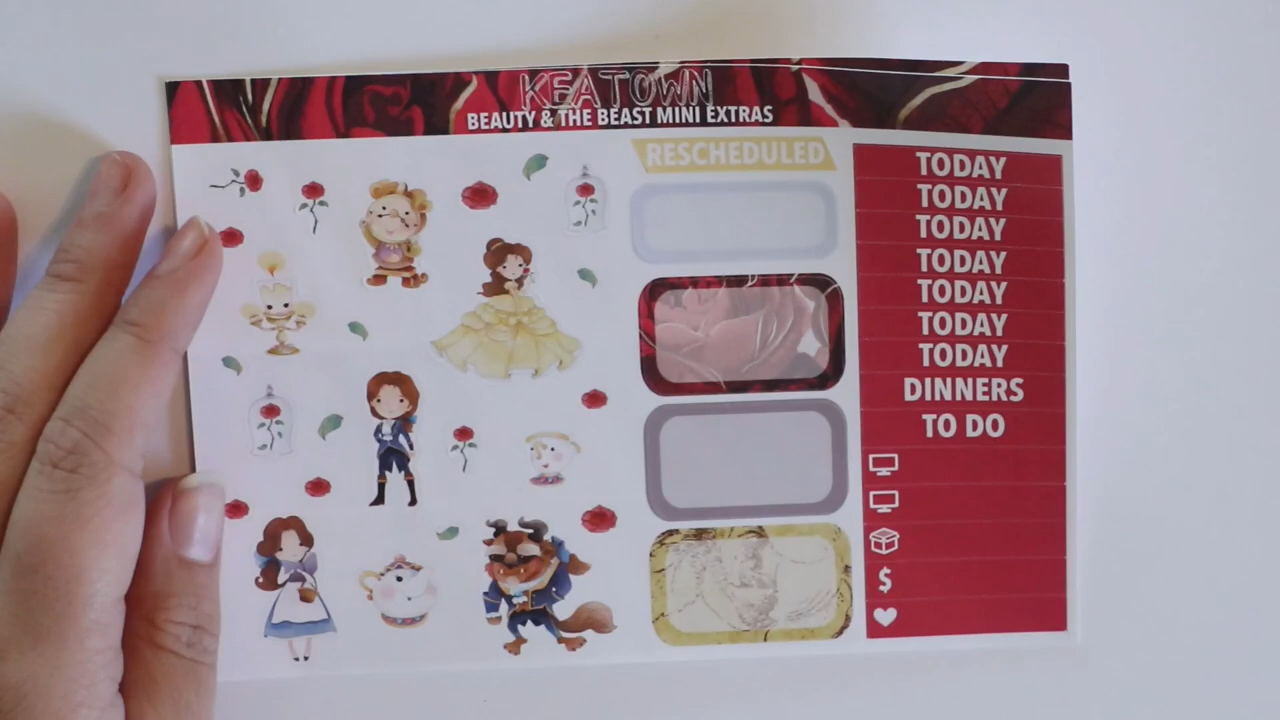 KEATOWN
BEAUTY & THE BEAST MINI EXTRAS
RESCHEDULED
TODAY
TODAY
TODAY
TODAY
TODAY
TODAY
TODAY
DINNERS
TO DO
$